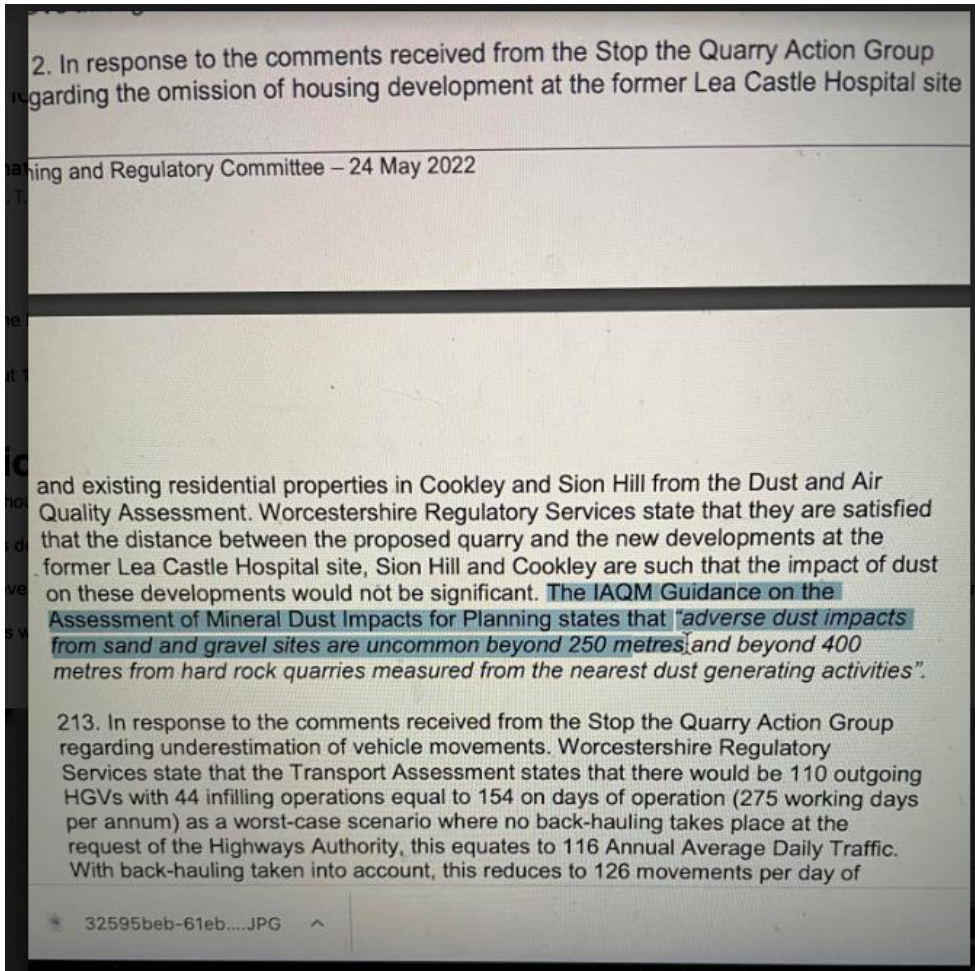 2. In response to the comments received from the Stop the Quarry Action Group
garding the omission of housing development at the former Lea Castle Hospital site
ning and Regulatory Committee – 24 May 2022
and existing residential properties in Cookley and Sion Hill from the Dust and Air
Quality Assessment. Worcestershire Regulatory Services state that they are satisfied
that the distance between the proposed quarry and the new developments at the
former Lea Castle Hospital site, Sion Hill and Cookley are such that the impact of dust
on these developments would not be significant. The IAQM Guidance on the
Assessment of Mineral Dust Impacts for Planning states that "adverse dust impacts
from sand and gravel sites are uncommon beyond 250 metres and beyond 400
metres from hard rock quarries measured from the nearest dust generating activities".
213. In response to the comments received from the Stop the Quarry Action Group
regarding underestimation of vehicle movements. Worcestershire Regulatory
Services state that the Transport Assessment states that there would be 110 outgoing
HGVs with 44 infilling operations equal to 154 on days of operation (275 working days
per annum) as a worst-case scenario where no back-hauling takes place at the
request of the Highways Authority, this equates to 116 Annual Average Daily Traffic.
With back-hauling taken into account, this reduces to 126 movements per day of
32595beb-61eb....JPG